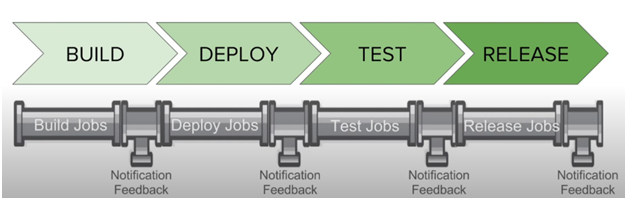 BUILD
DEPLOY
TEST
RELEASE
Build Jobs
Deploy Jobs
Test Jobs
Release Jobs
Notification
Feedback
Notification
Feedback
Notification
Feedback
Notification
Feedback